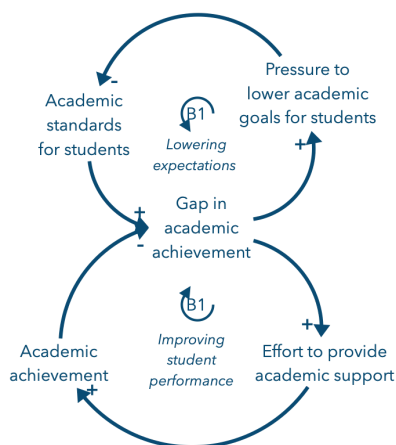 Pressure to
lower academic
goals for students
+
-
Academic
standards
for students
B1
Lowering
expectations
+
-
Gap in
academic
achievement
B1
Improving
student
performance
Academic
achievement
+
+
Effort to provide
academic support